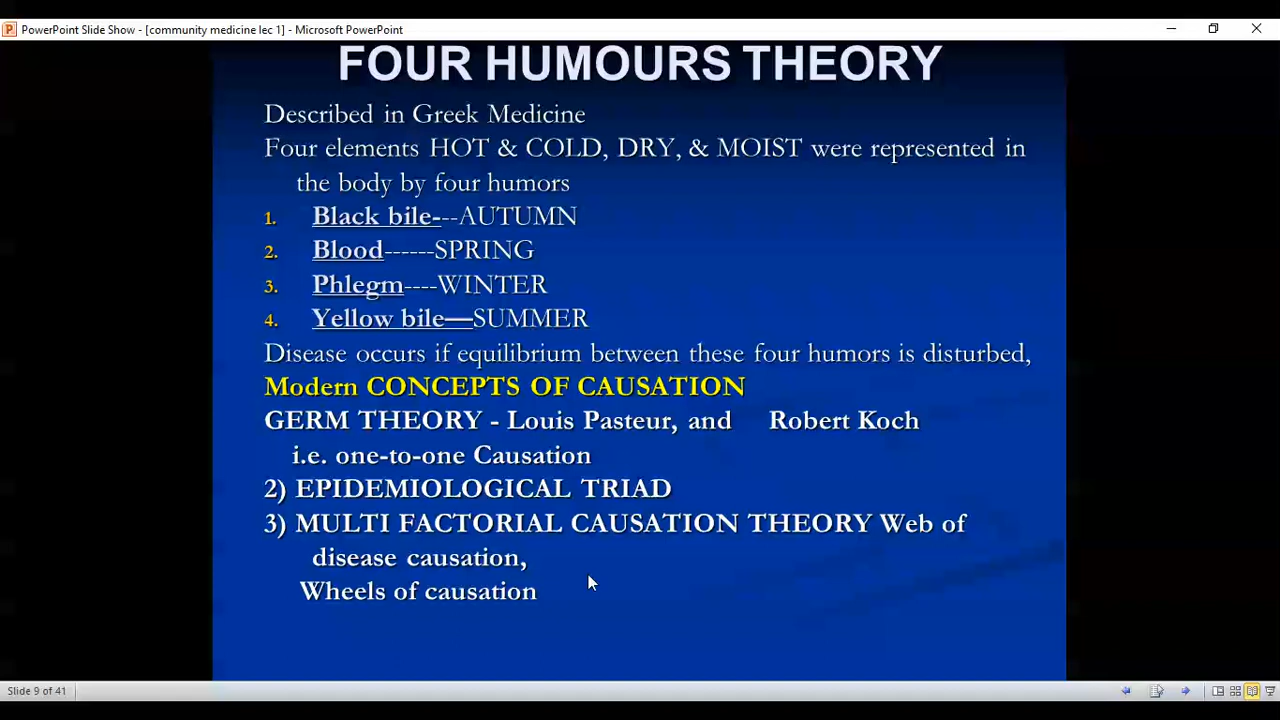 PowerPoint Slide Show - [community medicine lec 1] - Microsoft PowerPoint
FOUR HUMOURS THEORY
Described in Greek Medicine
Four elements HOT & COLD, DRY, & MOIST were represented in
the body by four humors
1. Black bile---AUTUMN
2. Blood------SPRING
3. Phlegm----WINTER
4. Yellow bile—SUMMER
Disease occurs if equilibrium between these four humors is disturbed,
Modern CONCEPTS OF CAUSATION
GERM THEORY - Louis Pasteur, and Robert Koch
i.e. one-to-one Causation
2) EPIDEMIOLOGICAL TRIAD
3) MULTI FACTORIAL CAUSATION THEORY Web of
disease causation,
Wheels of causation
Slide 9 of 41